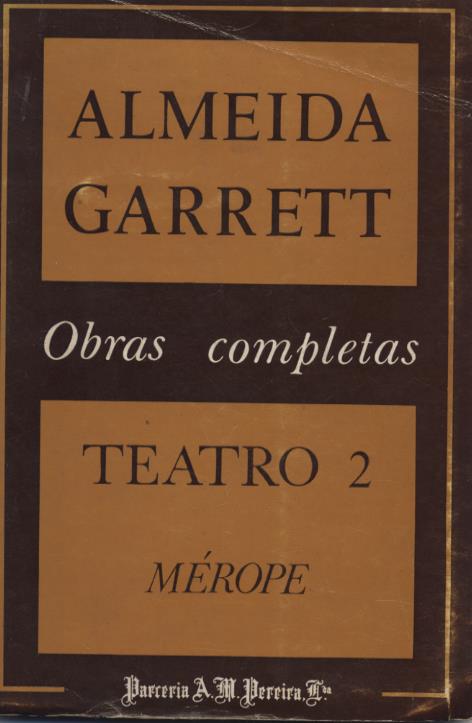 ALMEIDA
GARRETT
Obras completas
TEATRO 2
MÉROPE
Parceria A. M. Pereira, L.da